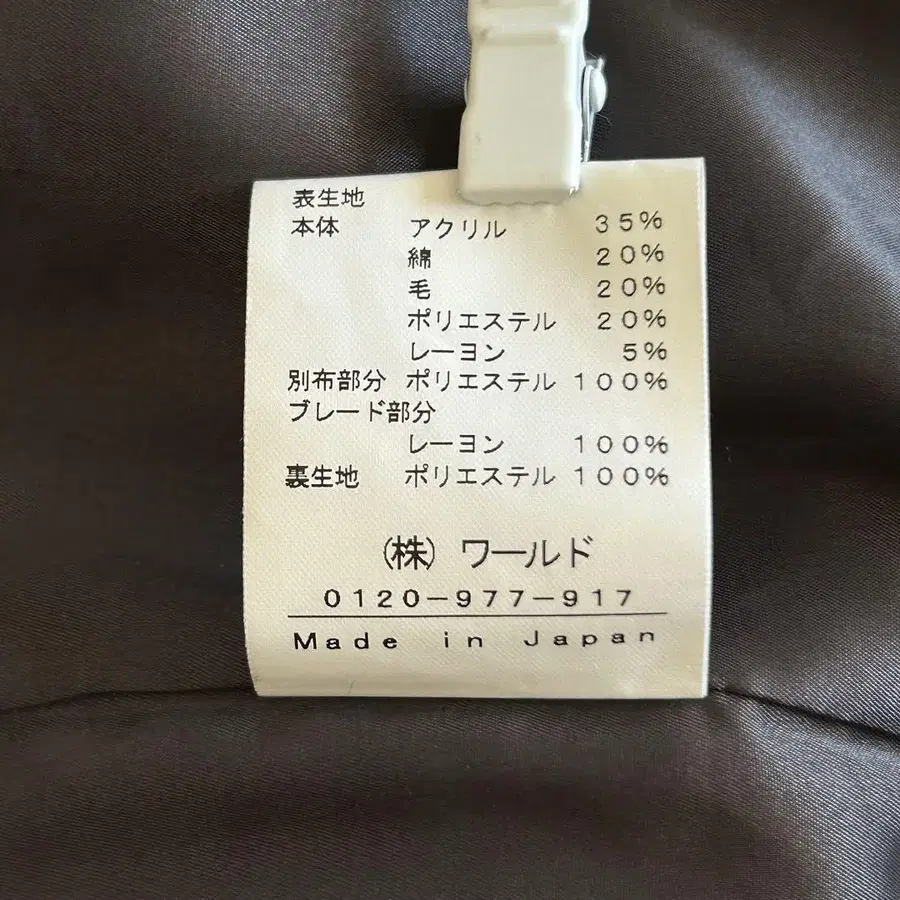 表生地
本体 アクリル 35%
綿 20%
毛 20%
ポリエステル 20%
レーヨン 5%
別布部分 ポリエステル 100%
ブレード部分
レーヨン 100%
裏生地 ポリエステル 100%
(株) ワールド
0120-977-917
Made in Japan